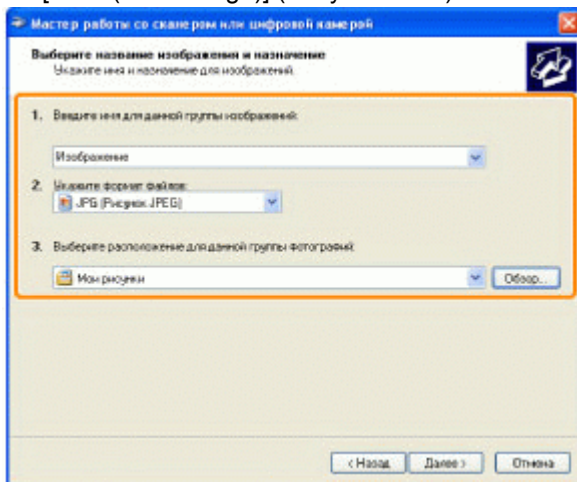 Мастер работы со сканером или цифровой камерой
Выберите название изображения и назначение
Укажите имя и назначение для изображений.
1. Введите имя для данной группы изображений:
Изображение
2. Укажите формат файлов:
JPG (Рисунок JPEG)
3. Выберите расположение для данной группы фотографий:
Мои рисунки Обзор...
< Назад Далее > Отмена